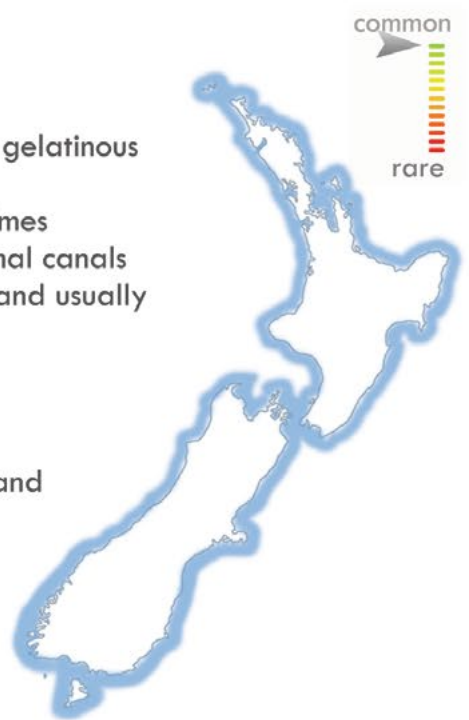 common
rare
gelatinous
mes
nal canals
and usually
and